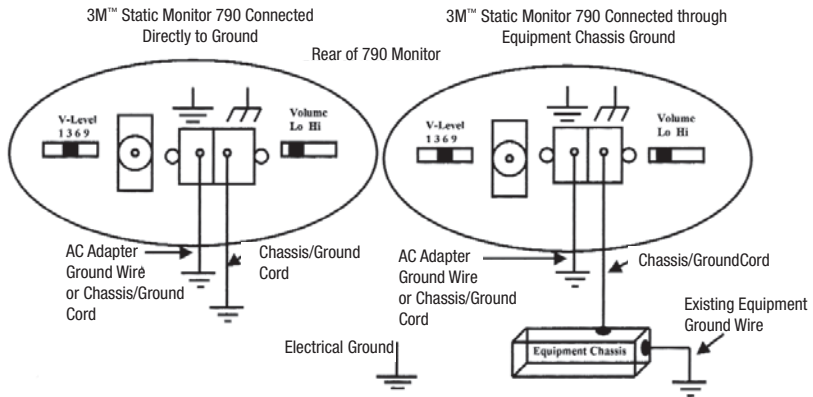 3M™ Static Monitor 790 Connected
Directly to Ground
3M™ Static Monitor 790 Connected through
Equipment Chassis Ground
Rear of 790 Monitor
V-Level
1 3 6 9
Volume
Lo Hi
V-Level
1 3 6 9
Volume
Lo Hi
AC Adapter
Ground Wire
or Chassis/Ground
Cord
Chassis/Ground
Cord
AC Adapter
Ground Wire
or Chassis/Ground
Cord
Chassis/GroundCord
Existing Equipment
Ground Wire
Electrical Ground
Equipment Chassis